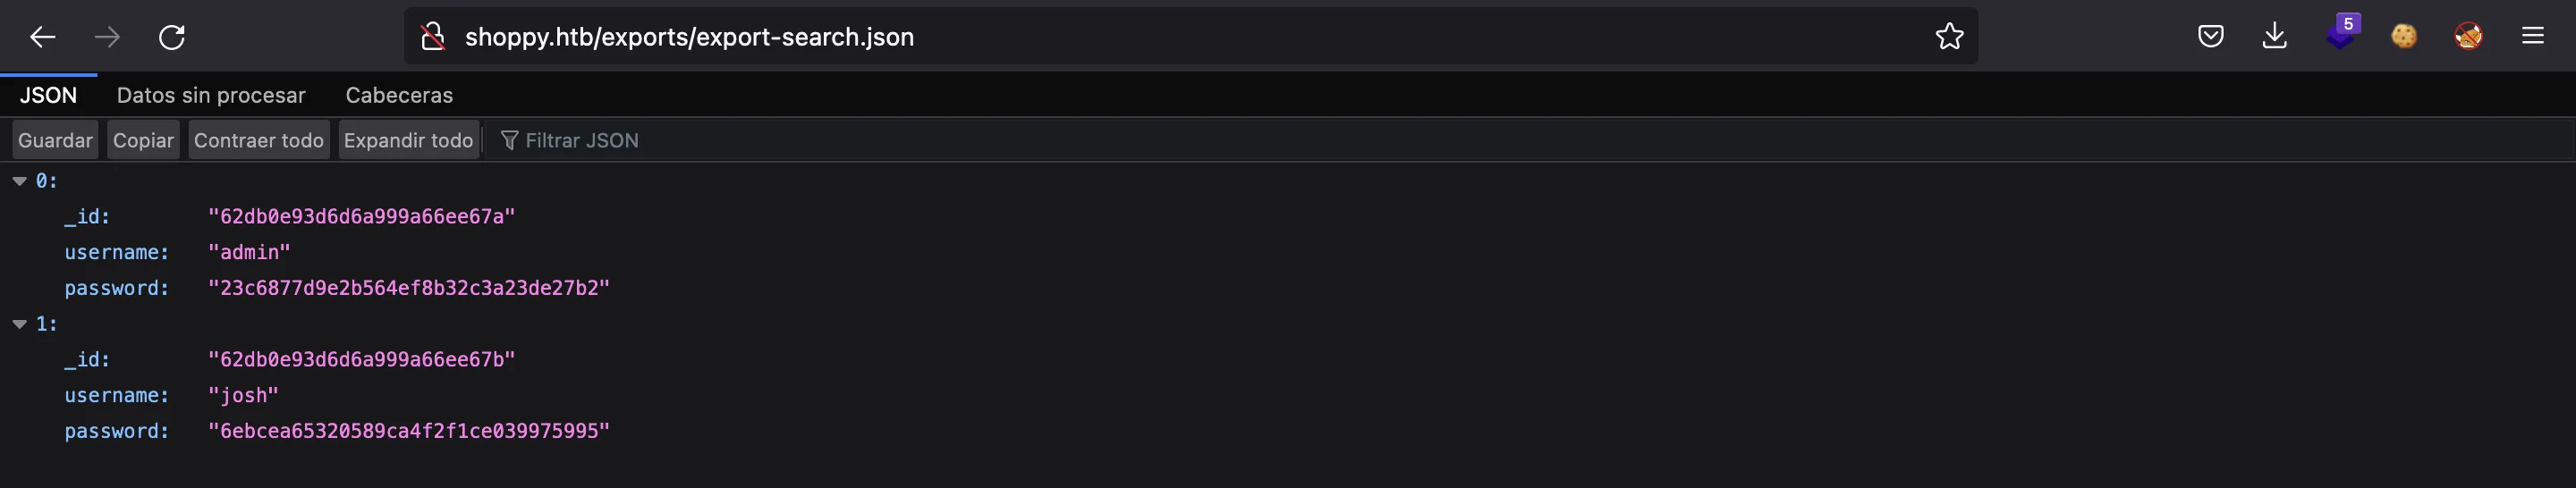 shoppy.htb/exports/export-search.json
5
JSON Datos sin procesar Cabeceras
Guardar Copiar Contraer todo Expandir todo Filtrar JSON
0:
_id: "62db0e93d6d6a999a66ee67a"
username: "admin"
password: "23c6877d9e2b564ef8b32c3a23de27b2"
1:
_id: "62db0e93d6d6a999a66ee67b"
username: "josh"
password: "6ebcea65320589ca4f2f1ce039975995"